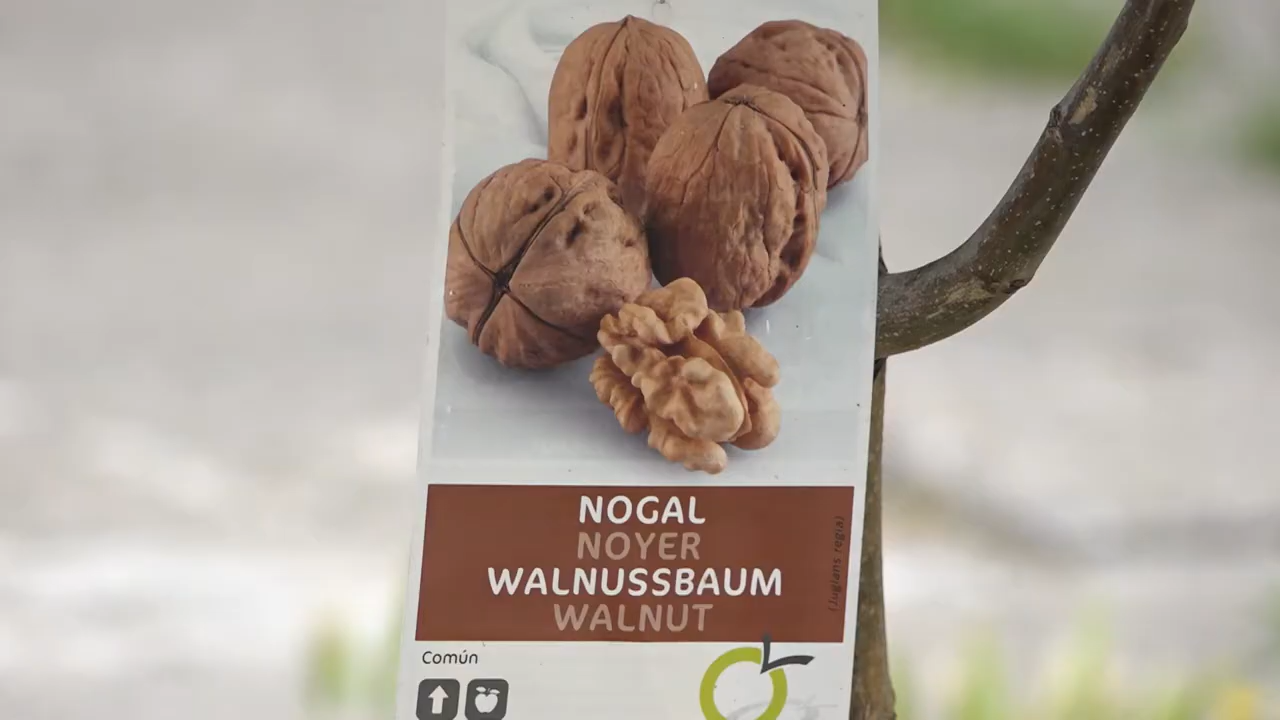 NOGAL
NOYER
WALNUSSBAUM
WALNUT
(Juglans regia)
Común